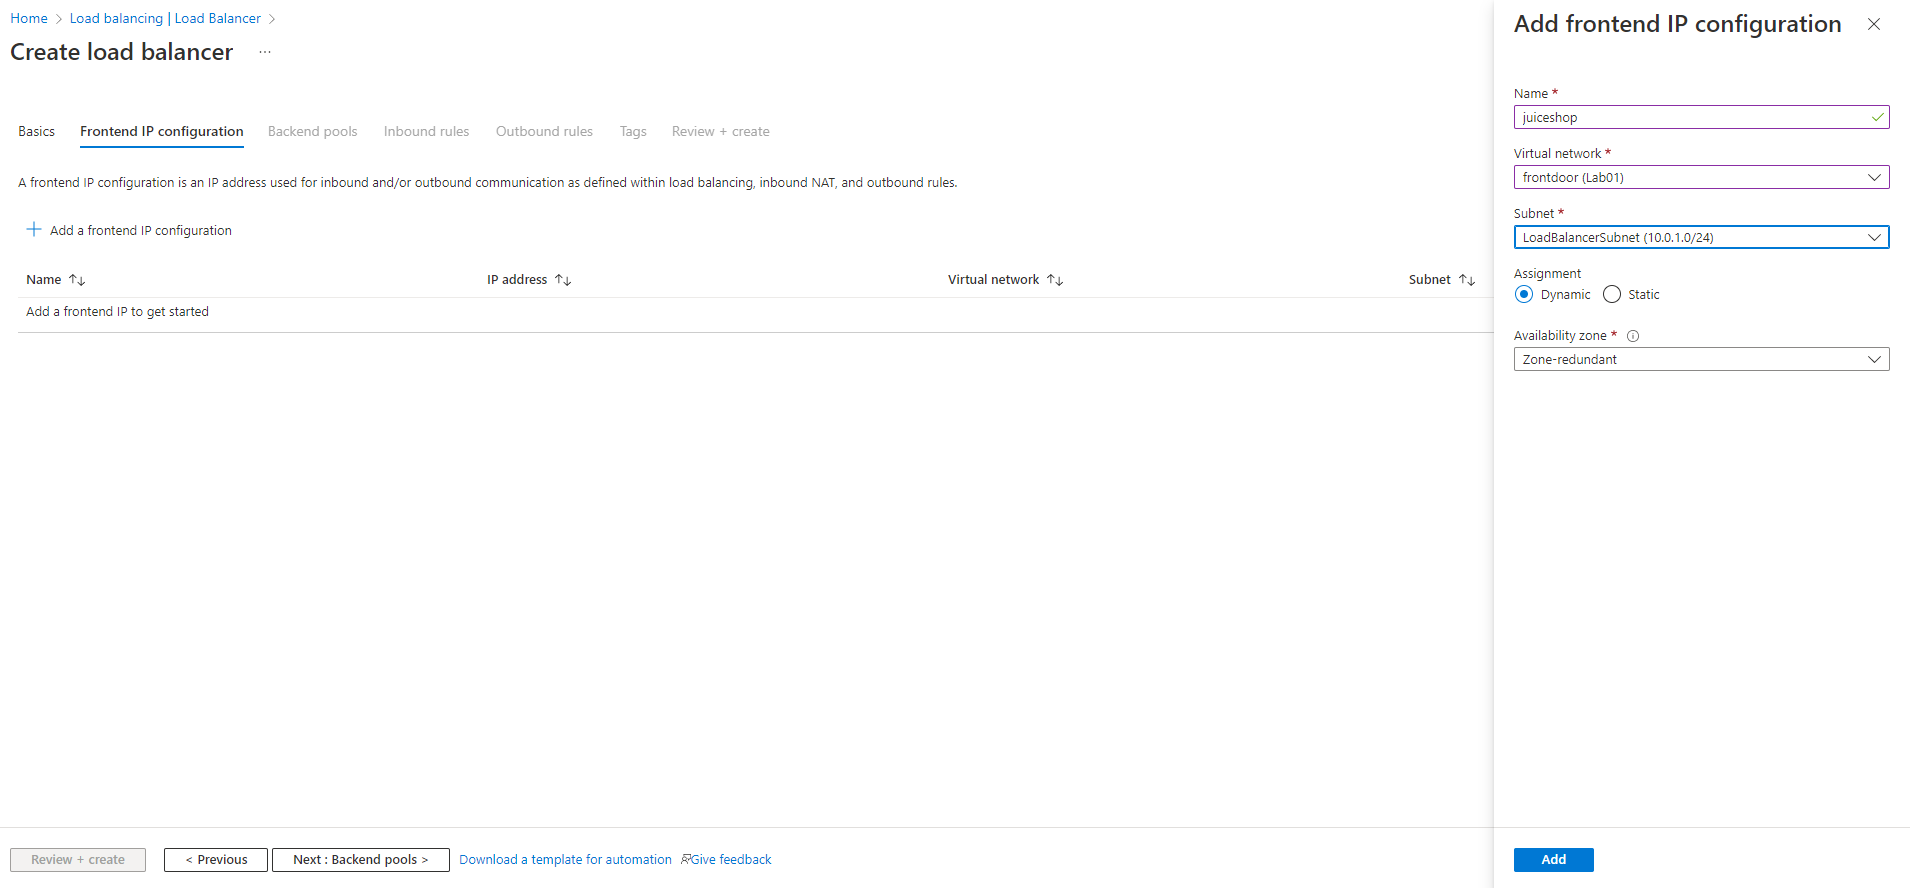 Home > Load balancing | Load Balancer >
Create load balancer ...
Basics Frontend IP configuration Backend pools Inbound rules Outbound rules Tags Review + create
A frontend IP configuration is an IP address used for inbound and/or outbound communication as defined within load balancing, inbound NAT, and outbound rules.
+ Add a frontend IP configuration
Name ↑↓ IP address ↑↓ Virtual network ↑↓ Subnet ↑↓
Add a frontend IP to get started
Review + create < Previous Next : Backend pools > Download a template for automation Give feedback
Add frontend IP configuration
Name *
juiceshop
Virtual network *
frontdoor (Lab01)
Subnet *
LoadBalancerSubnet (10.0.1.0/24)
Assignment
Dynamic Static
Availability zone *
Zone-redundant
Add